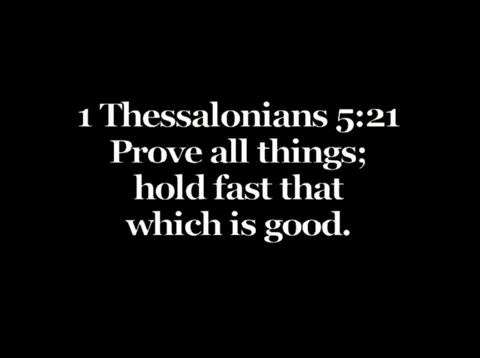 1 Thessalonians 5:21
Prove all things;
hold fast that
which is good.